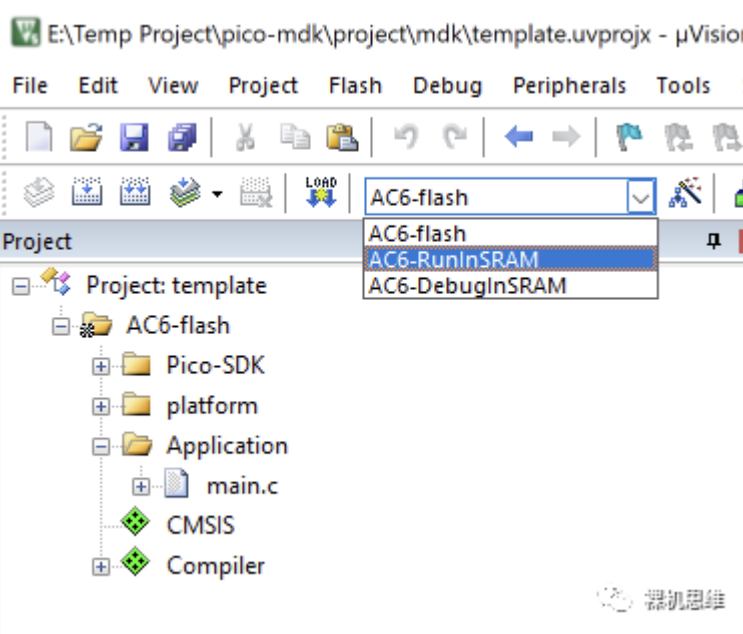 E:\Temp Project\pico-mdk\project\mdk\template.uvprojx - µVision
File Edit View Project Flash Debug Peripherals Tools
LOAD
AC6-flash
AC6-flash
Project
AC6-RunInSRAM
AC6-DebugInSRAM
Project: template
AC6-flash
Pico-SDK
platform
Application
main.c
CMSIS
Compiler
裸机思维